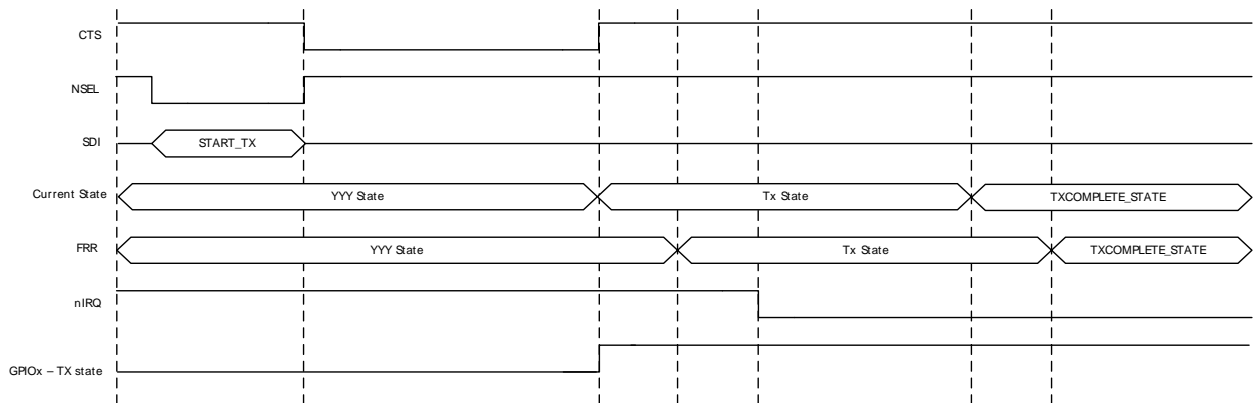 CTS
NSEL
SDI START_TX
Current State YYY State Tx State TXCOMPLETE_STATE
FRR YYY State Tx State TXCOMPLETE_STATE
nIRQ
GPIOx – TX state